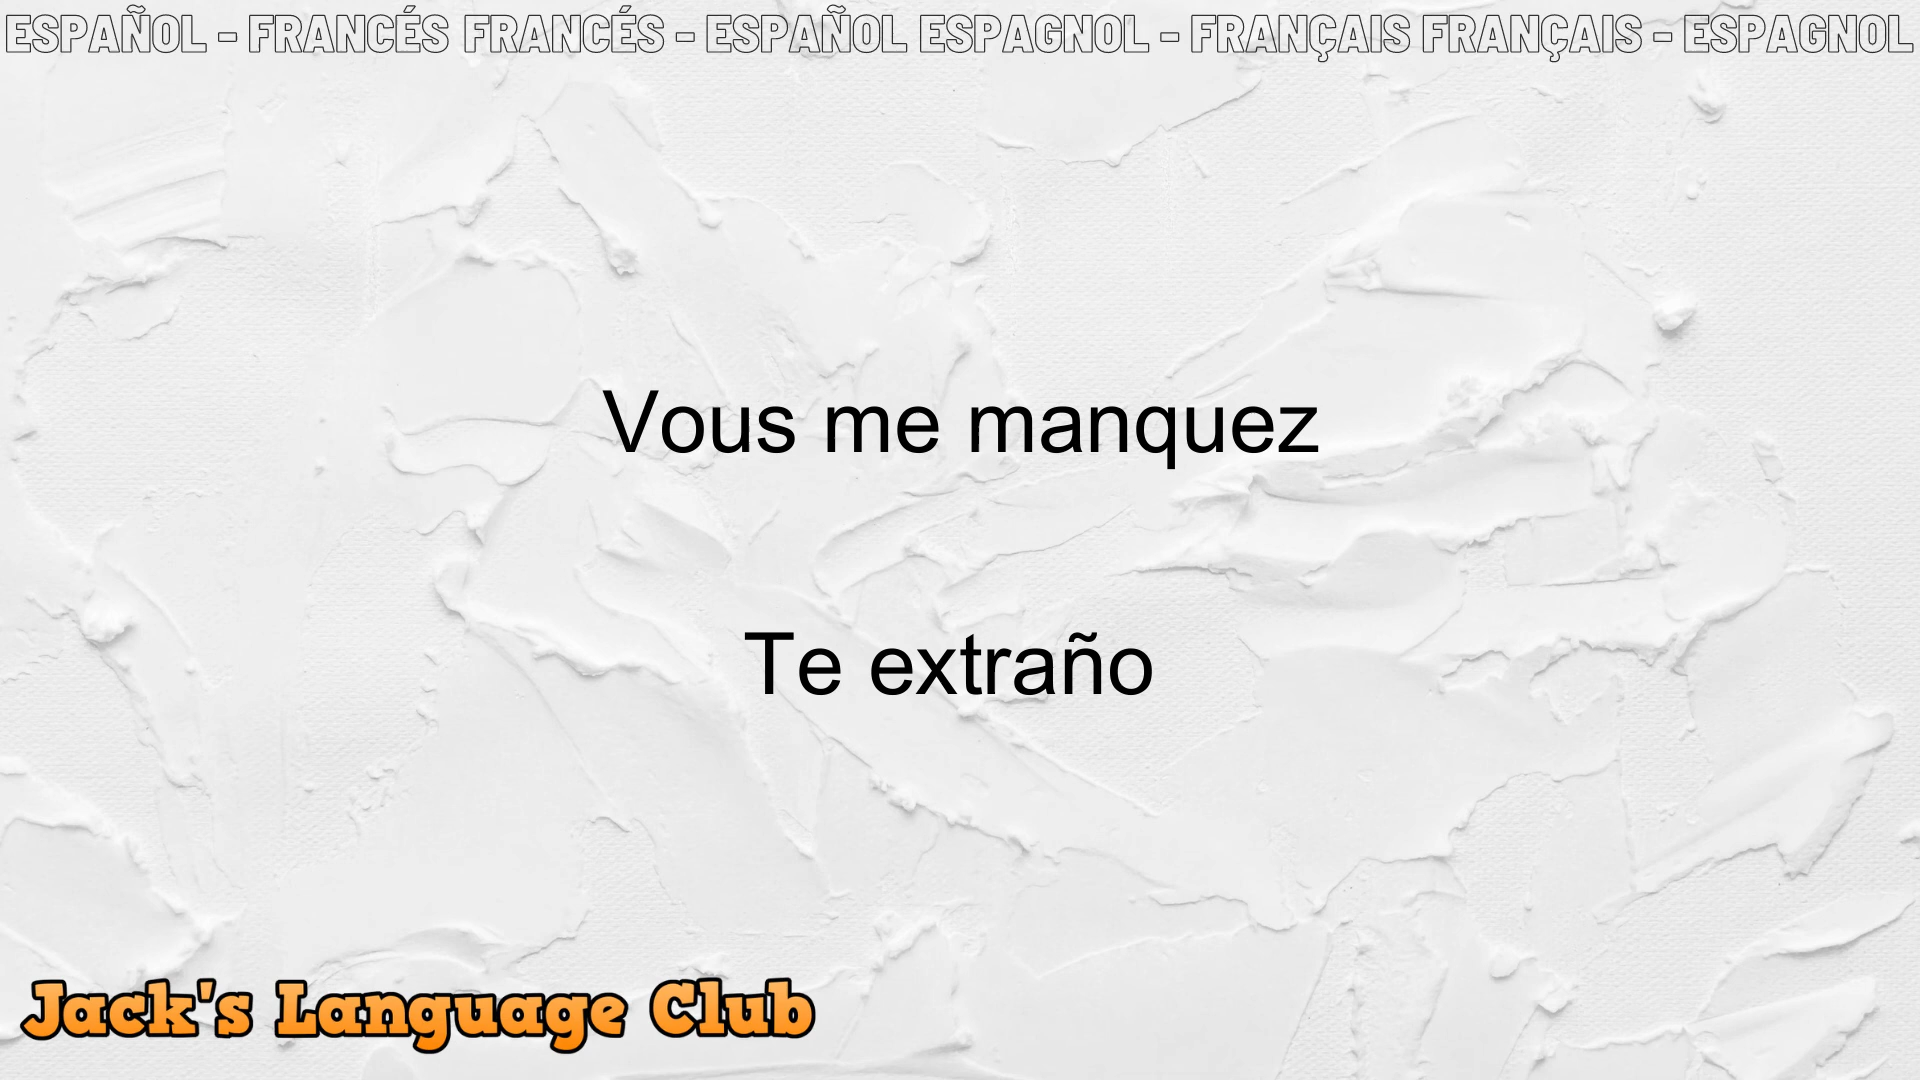 ESPAÑOL - FRANCÉS FRANCÉS - ESPAÑOL ESPAGNOL - FRANÇAIS FRANÇAIS - ESPAGNOL
Vous me manquez
Te extraño
Jack's Language Club